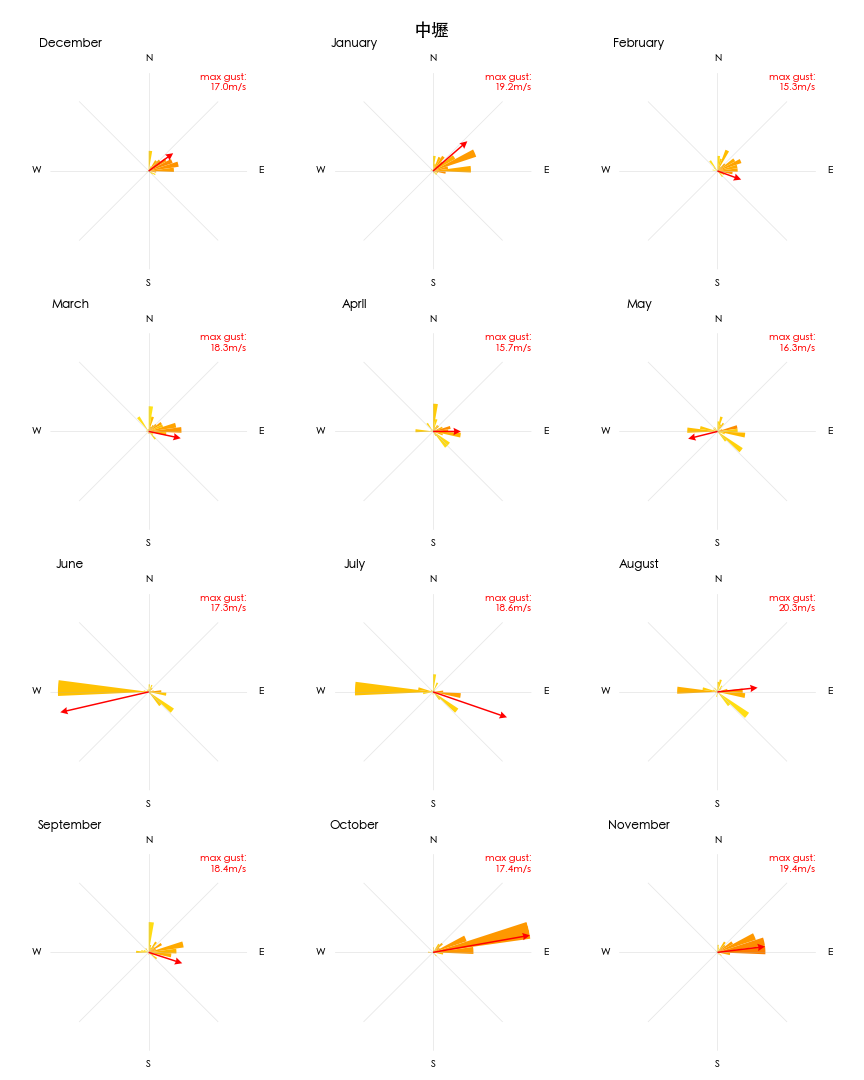 中壢
December
N
max gust:
17.0m/s
W
E
S
January
N
max gust:
19.2m/s
W
E
S
February
N
max gust:
15.3m/s
W
E
S
March
N
max gust:
18.3m/s
W
E
S
April
N
max gust:
15.7m/s
W
E
S
May
N
max gust:
16.3m/s
W
E
S
June
N
max gust:
17.3m/s
W
E
S
July
N
max gust:
18.6m/s
W
E
S
August
N
max gust:
20.3m/s
W
E
S
September
N
max gust:
18.4m/s
W
E
S
October
N
max gust:
17.4m/s
W
E
S
November
N
max gust:
19.4m/s
W
E
S